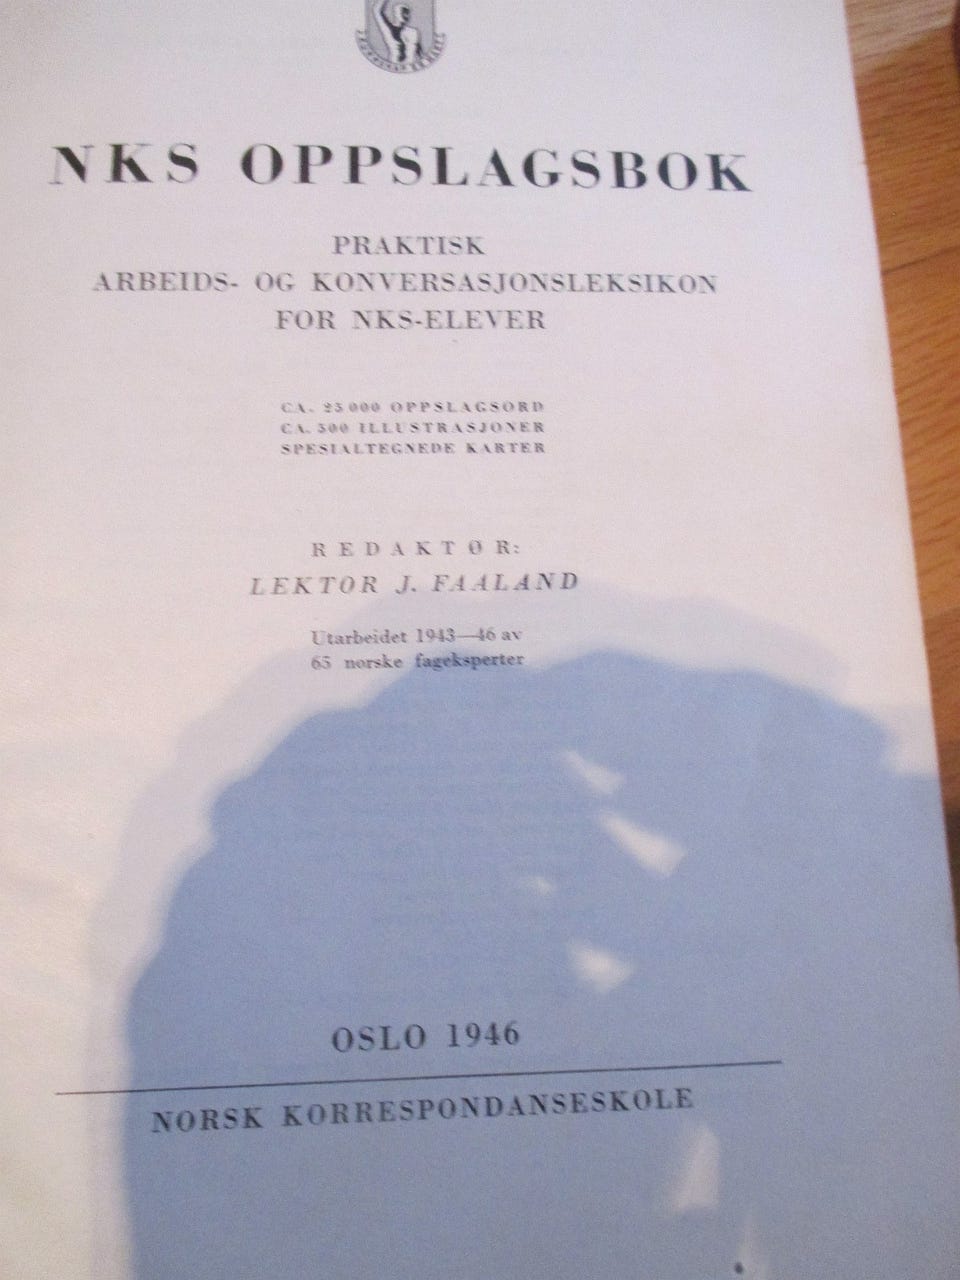 NKS OPPSLAGSBOK
PRAKTISK
ARBEIDS- OG KONVERSASJONSLEKSIKON
FOR NKS-ELEVER
CA. 25 000 OPPSLAGSORD
CA. 500 ILLUSTRASJONER
SPESIALTEGNEDE KARTER
REDAKTØR:
LEKTOR J. FAALAND
Utarbeidet 1943—46 av
65 norske fageksperter
OSLO 1946
NORSK KORRESPONDANSESKOLE